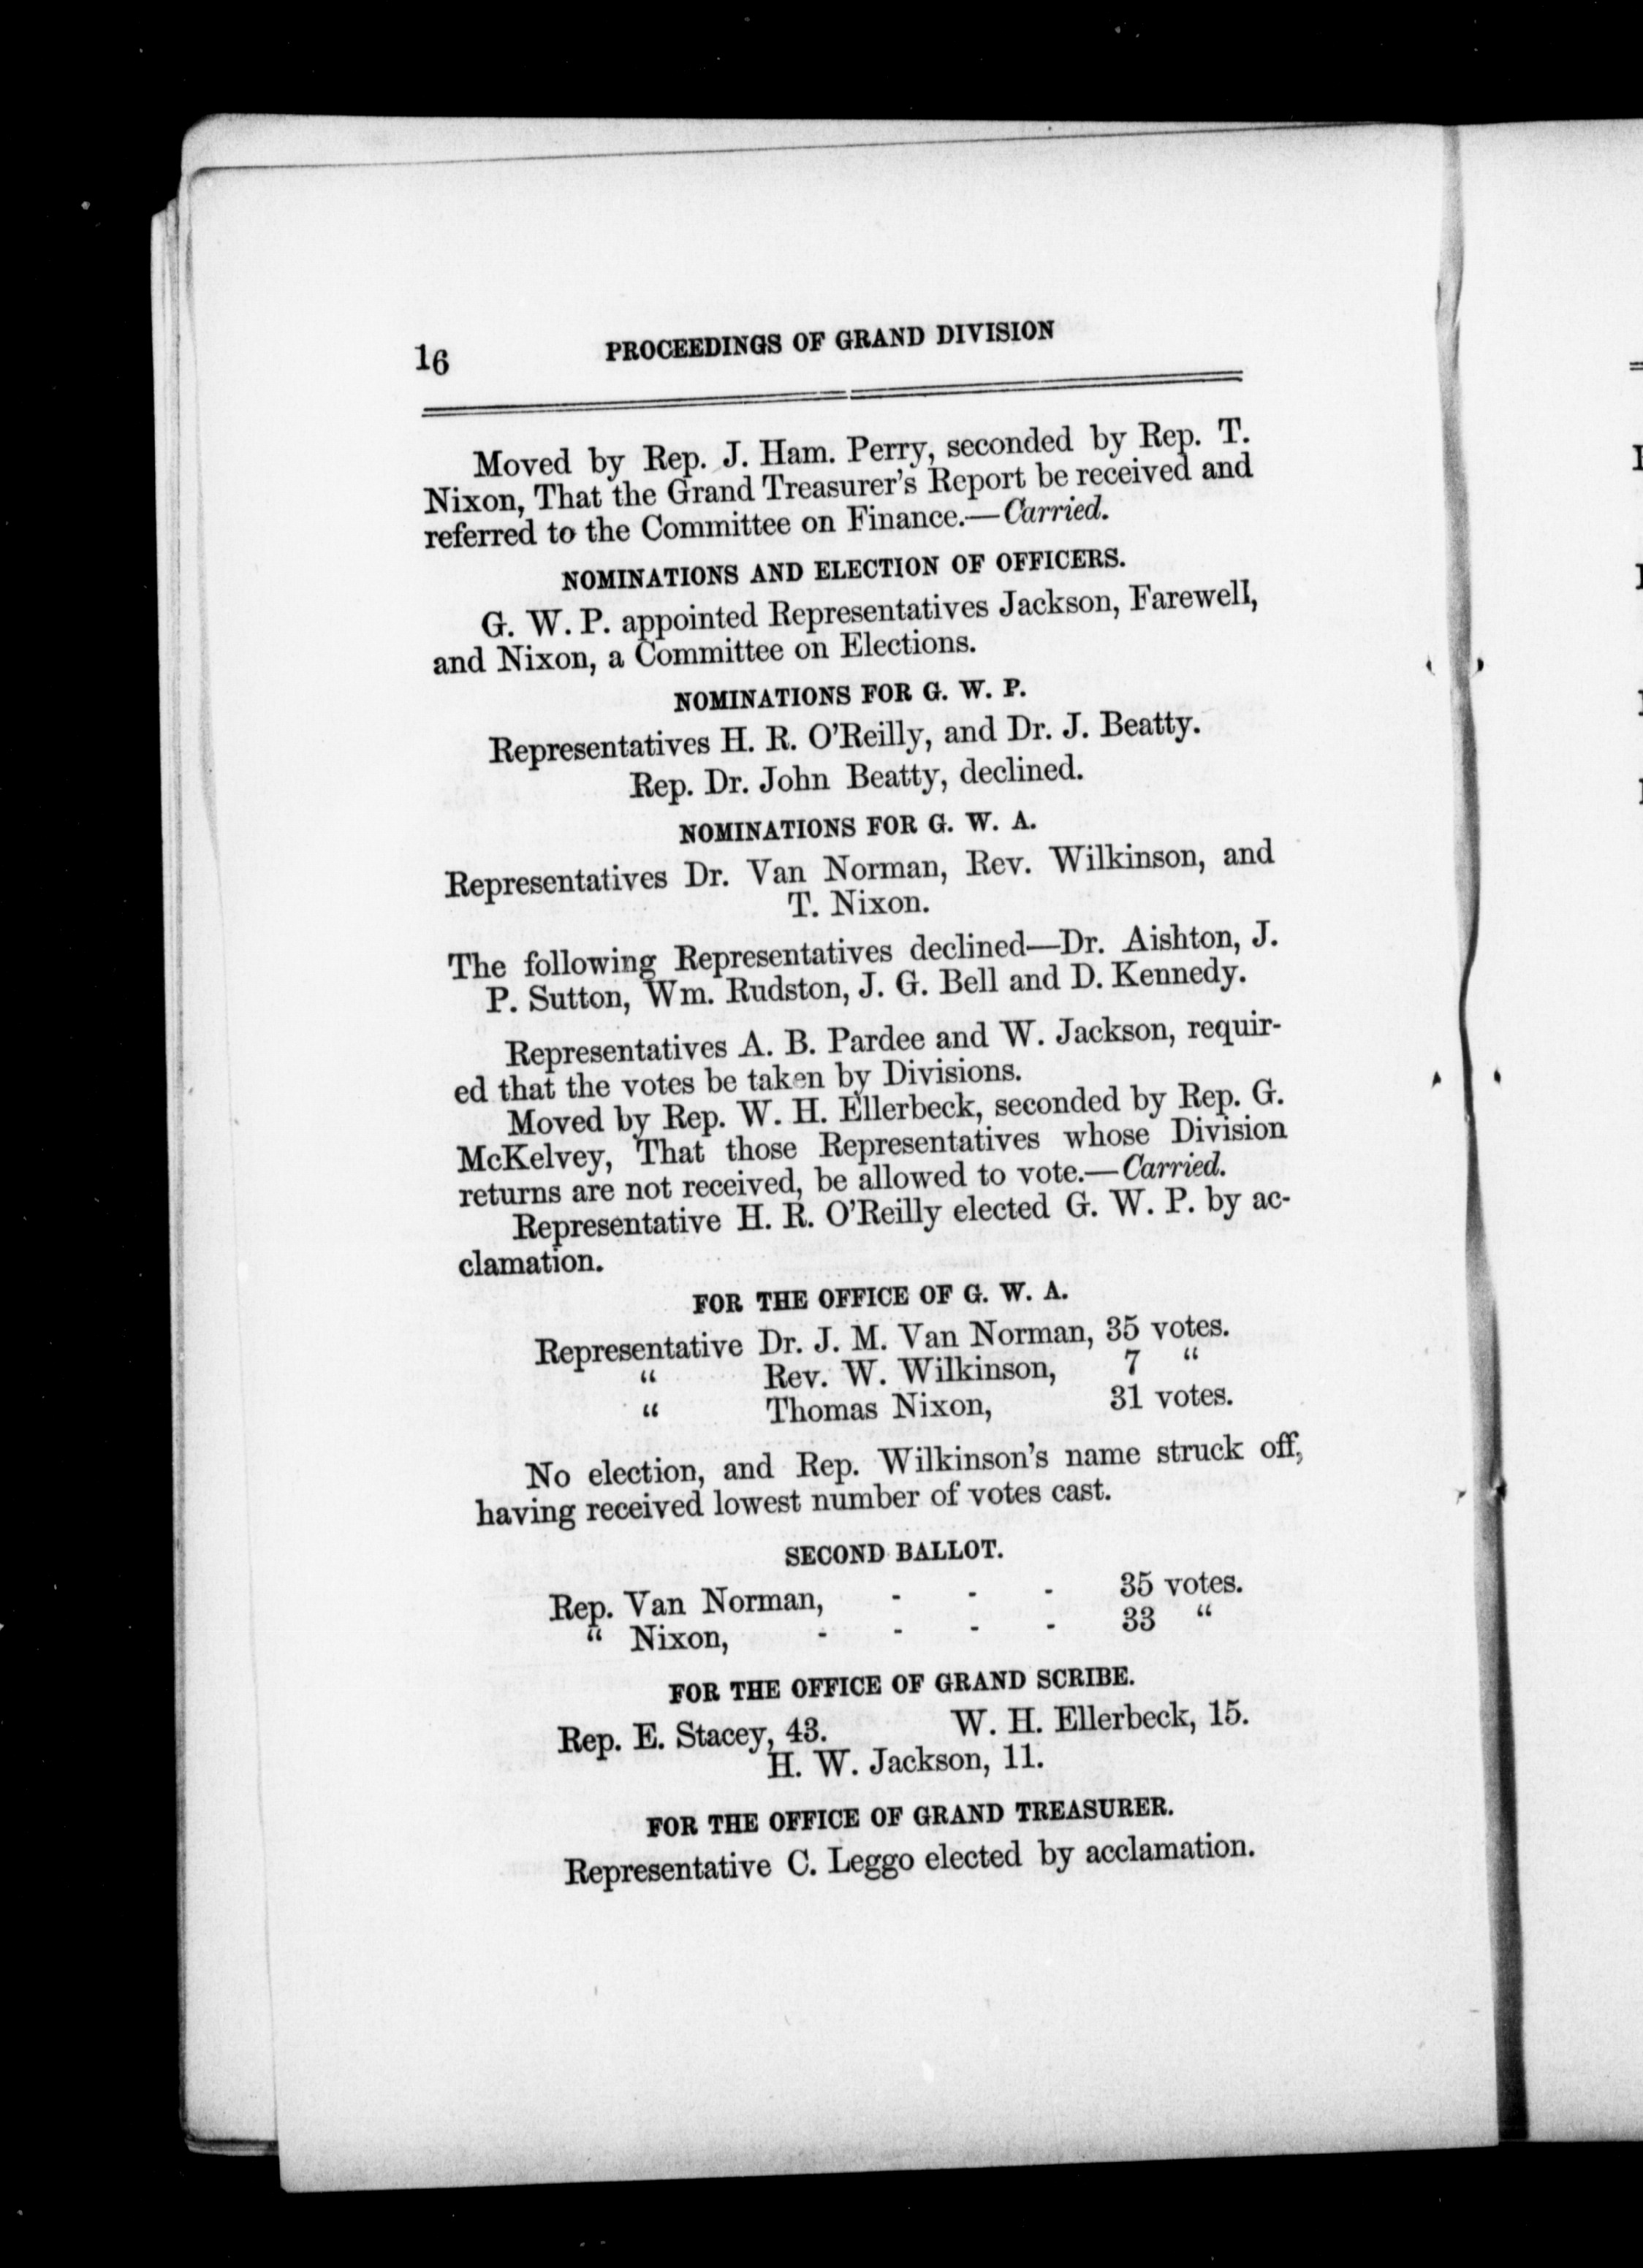 16 PROCEEDINGS OF GRAND DIVISION
Moved by Rep. J. Ham. Perry, seconded by Rep. T.
Nixon, That the Grand Treasurer's Report be received and
referred to the Committee on Finance.—Carried.
NOMINATIONS AND ELECTION OF OFFICERS.
G. W. P. appointed Representatives Jackson, Farewell,
and Nixon, a Committee on Elections.
NOMINATIONS FOR G. W. P.
Representatives H. R. O'Reilly, and Dr. J. Beatty.
Rep. Dr. John Beatty, declined.
NOMINATIONS FOR G. W. A.
Representatives Dr. Van Norman, Rev. Wilkinson, and
T. Nixon.
The following Representatives declined—Dr. Aishton, J.
P. Sutton, Wm. Rudston, J. G. Bell and D. Kennedy.
Representatives A. B. Pardee and W. Jackson, requir-
ed that the votes be taken by Divisions.
Moved by Rep. W. H. Ellerbeck, seconded by Rep. G.
McKelvey, That those Representatives whose Division
returns are not received, be allowed to vote.—Carried.
Representative H. R. O'Reilly elected G. W. P. by ac-
clamation.
FOR THE OFFICE OF G. W. A.
Representative Dr. J. M. Van Norman, 35 votes.
" Rev. W. Wilkinson, 7 "
" Thomas Nixon, 31 votes.
No election, and Rep. Wilkinson's name struck off,
having received lowest number of votes cast.
SECOND BALLOT.
Rep. Van Norman, - - - 35 votes.
" Nixon, - - - - 33 "
FOR THE OFFICE OF GRAND SCRIBE.
Rep. E. Stacey, 43. W. H. Ellerbeck, 15.
H. W. Jackson, 11.
FOR THE OFFICE OF GRAND TREASURER.
Representative C. Leggo elected by acclamation.